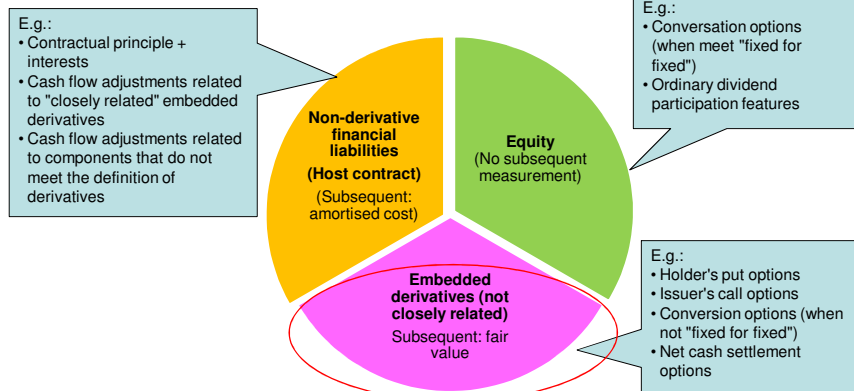 E.g.:
• Contractual principle +
interests
• Cash flow adjustments related
to "closely related" embedded
derivatives
• Cash flow adjustments related
to components that do not
meet the definition of
derivatives
Non-derivative
financial
liabilities
(Host contract)
(Subsequent:
amortised cost)
Equity
(No subsequent
measurement)
E.g.:
• Conversation options
(when meet "fixed for
fixed")
• Ordinary dividend
participation features
Embedded
derivatives (not
closely related)
Subsequent: fair
value
E.g.:
• Holder's put options
• Issuer's call options
• Conversion options (when
not "fixed for fixed")
• Net cash settlement
options